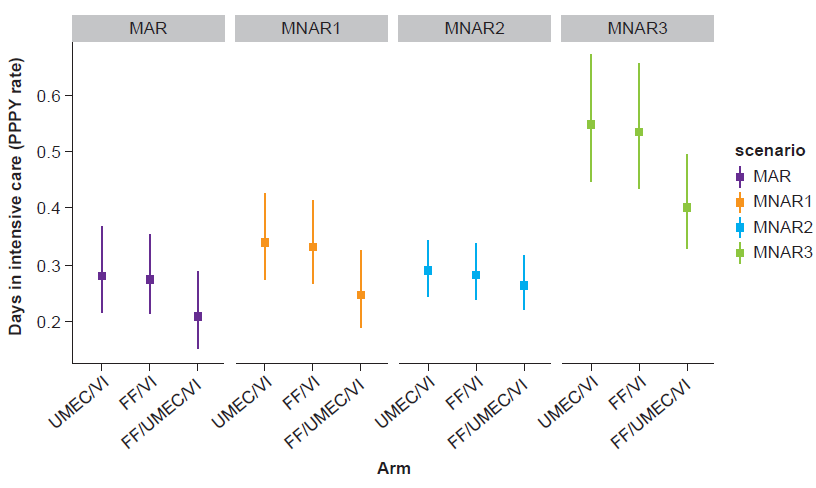 MAR MNAR1 MNAR2 MNAR3
Days in intensive care (PPPY rate)
0.6
0.5
0.4
0.3
0.2
UMEC/VI FF/VI FF/UMEC/VI UMEC/VI FF/VI FF/UMEC/VI UMEC/VI FF/VI FF/UMEC/VI UMEC/VI FF/VI FF/UMEC/VI
Arm
scenario
MAR
MNAR1
MNAR2
MNAR3